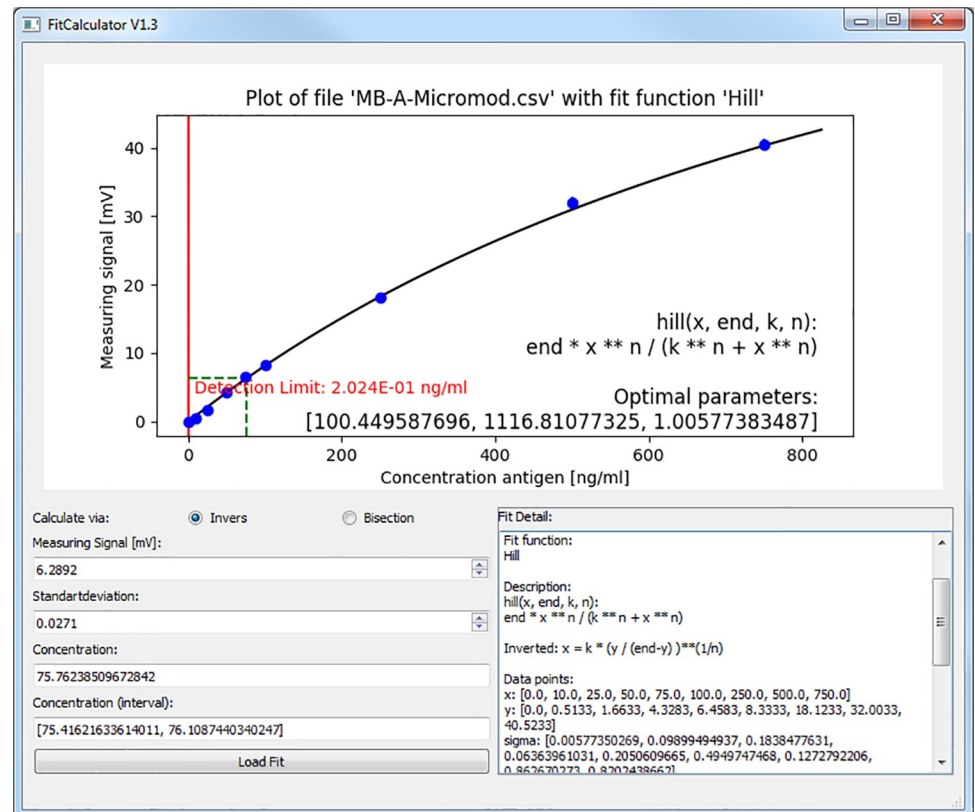 FitCalculator V1.3
Plot of file 'MB-A-Micromod.csv' with fit function 'Hill'
Measuring signal [mV]
40
30
20
10
0
hill(x, end, k, n):
end * x ** n / (k ** n + x ** n)
Detection Limit: 2.024E-01 ng/ml
Optimal parameters:
[100.449587696, 1116.81077325, 1.00577383487]
0 200 400 600 800
Concentration antigen [ng/ml]
Calculate via: Invers Bisection
Measuring Signal [mV]:
6.2892
Standartdeviation:
0.0271
Concentration:
75.76238509672842
Concentration (interval):
[75.41621633614011, 76.1087440340247]
Load Fit
Fit Detail:
Fit function:
Hill
Description:
hill(x, end, k, n):
end * x ** n / (k ** n + x ** n)
Inverted: x = k * (y / (end-y) )**(1/n)
Data points:
x: [0.0, 10.0, 25.0, 50.0, 75.0, 100.0, 250.0, 500.0, 750.0]
y: [0.0, 0.5133, 1.6633, 4.3283, 6.4583, 8.3333, 18.1233, 32.0033,
40.5233]
sigma: [0.00577350269, 0.09899494937, 0.1838477631,
0.06363961031, 0.2050609665, 0.4949747468, 0.1272792206,
0.862670273, 0.8202438662]